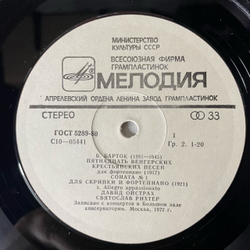 МИНИСТЕРСТВО
КУЛЬТУРЫ СССР
ВСЕСОЮЗНАЯ ФИРМА
ГРАМПЛАСТИНОК
МЕЛОДИЯ
АПРЕЛЕВСКИЙ ОРДЕНА ЛЕНИНА ЗАВОД ГРАМПЛАСТИНОК
СТЕРЕО 33
ГОСТ 5289-80 1
С10—05441 Гр. 2. 1-20
Б. БАРТОК (1881—1945)
ПЯТНАДЦАТЬ ВЕНГЕРСКИХ
КРЕСТЬЯНСКИХ ПЕСЕН
для фортепиано (1917)
СОНАТА № 1
ДЛЯ СКРИПКИ И ФОРТЕПИАНО (1921)
1. Allegro appassionato
ДАВИД ОЙСТРАХ
СВЯТОСЛАВ РИХТЕР
Записано с концерта в Большом зале
консерватории. Москва, 1972 г.